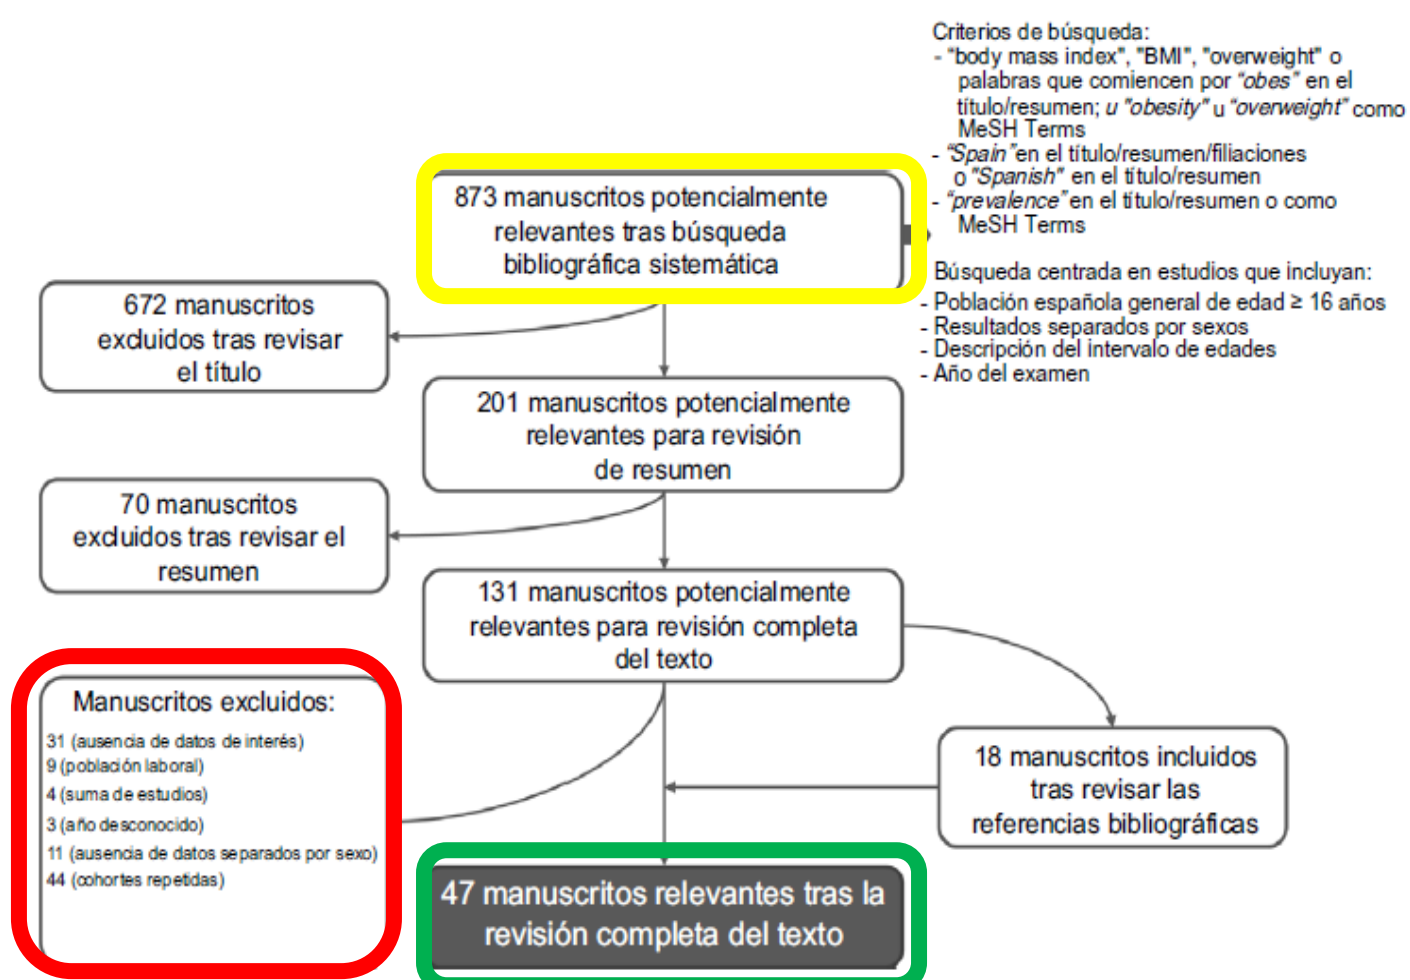 Criterios de búsqueda:
- "body mass index", "BMI", "overweight" o
palabras que comiencen por "obes" en el
título/resumen; u "obesity" u "overweight" como
MeSH Terms
- "Spain" en el título/resumen/filiaciones
o "Spanish" en el título/resumen
- "prevalence" en el título/resumen o como
MeSH Terms
Búsqueda centrada en estudios que incluyan:
- Población española general de edad ≥ 16 años
- Resultados separados por sexos
- Descripción del intervalo de edades
- Año del examen
873 manuscritos potencialmente
relevantes tras búsqueda
bibliográfica sistemática
672 manuscritos
excluidos tras revisar
el título
201 manuscritos potencialmente
relevantes para revisión
de resumen
70 manuscritos
excluidos tras revisar el
resumen
131 manuscritos potencialmente
relevantes para revisión completa
del texto
Manuscritos excluidos:
31 (ausencia de datos de interés)
9 (población laboral)
4 (suma de estudios)
3 (año desconocido)
11 (ausencia de datos separados por sexo)
44 (cohortes repetidas)
18 manuscritos incluidos
tras revisar las
referencias bibliográficas
47 manuscritos relevantes tras la
revisión completa del texto